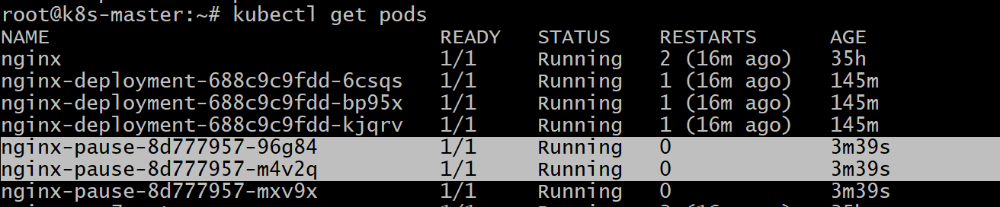 root@k8s-master:~# kubectl get pods
NAME READY STATUS RESTARTS AGE
nginx 1/1 Running 2 (16m ago) 35h
nginx-deployment-688c9c9fdd-6csqs 1/1 Running 1 (16m ago) 145m
nginx-deployment-688c9c9fdd-bp95x 1/1 Running 1 (16m ago) 145m
nginx-deployment-688c9c9fdd-kjqrv 1/1 Running 1 (16m ago) 145m
nginx-pause-8d777957-96g84 1/1 Running 0 3m39s
nginx-pause-8d777957-m4v2q 1/1 Running 0 3m39s
nginx-pause-8d777957-mxv9x 1/1 Running 0 3m39s